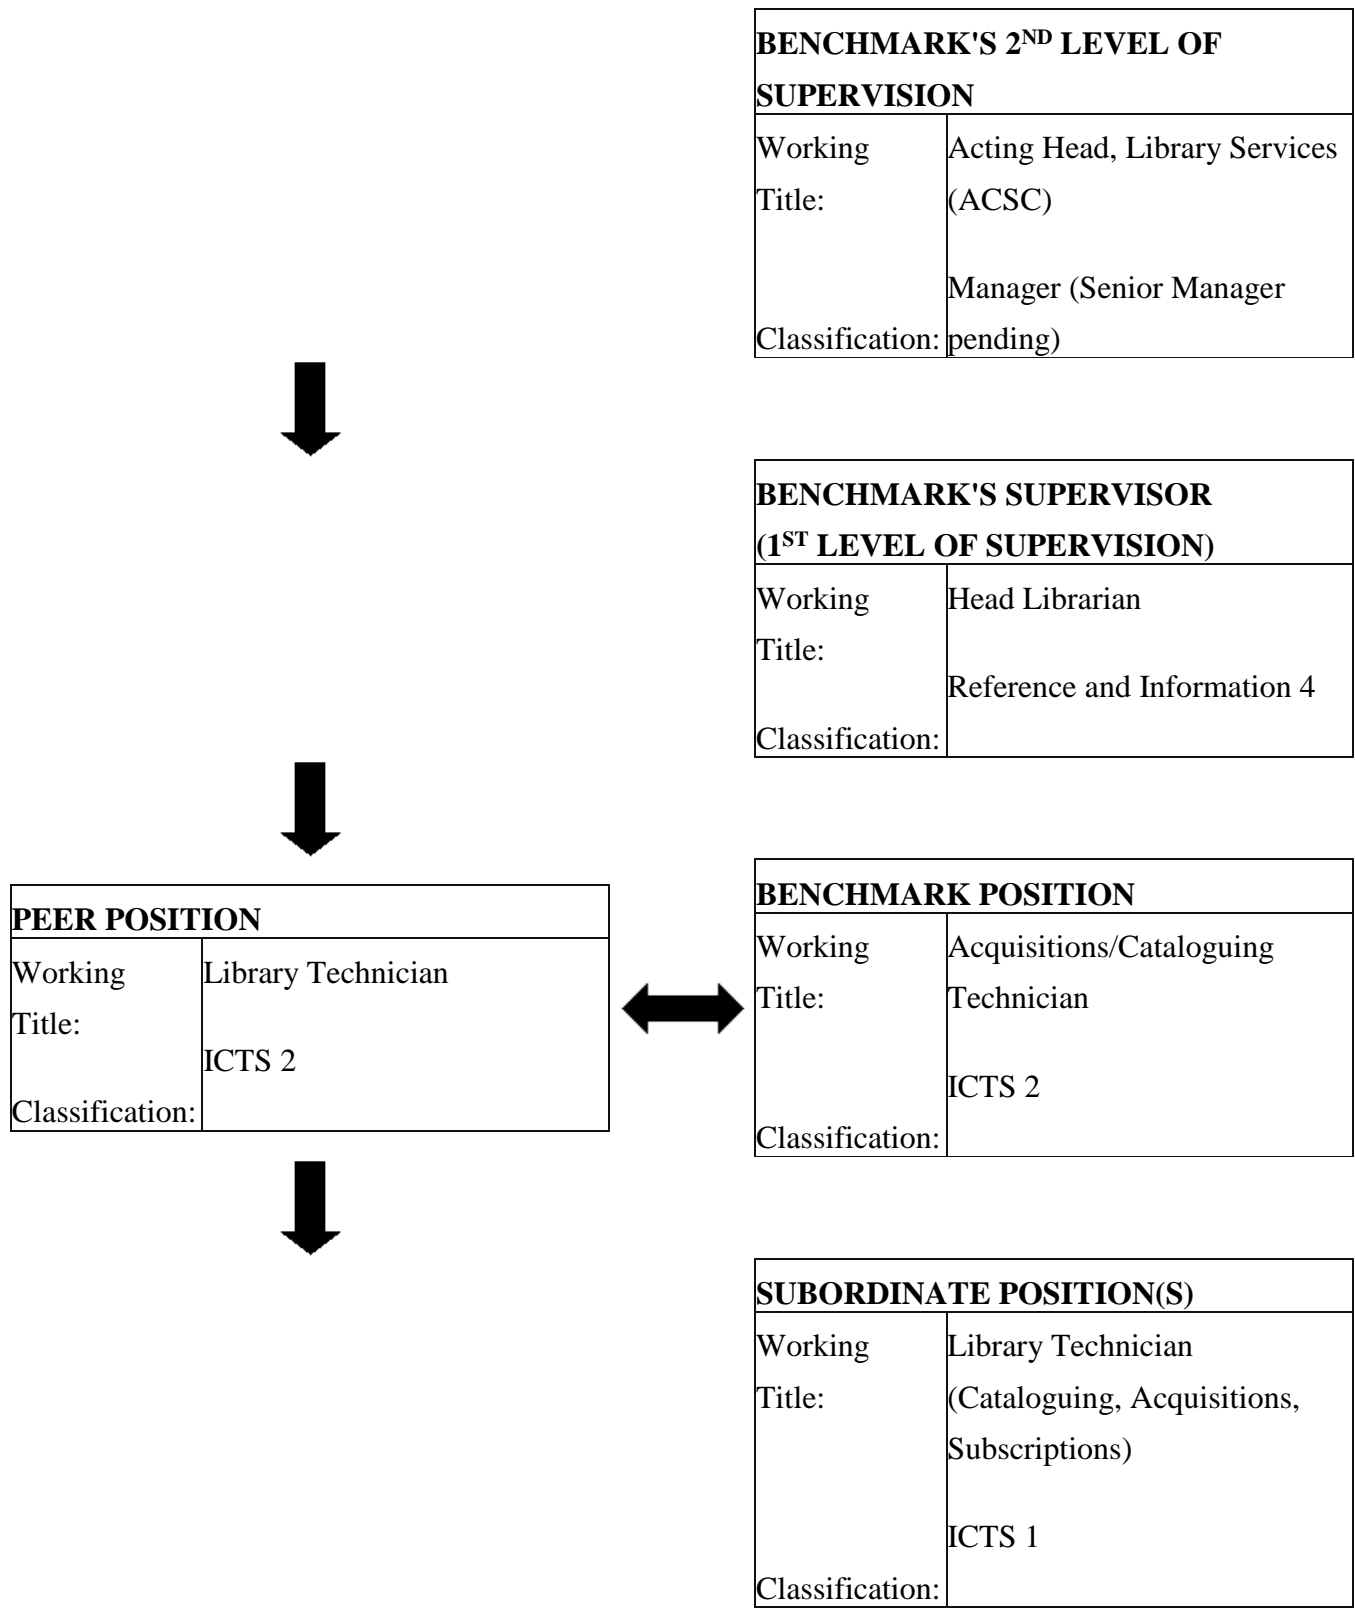 BENCHMARK'S 2ND LEVEL OF
SUPERVISION
Working Acting Head, Library Services
Title: (ACSC)
Manager (Senior Manager
Classification: pending)
BENCHMARK'S SUPERVISOR
(1ST LEVEL OF SUPERVISION)
Working Head Librarian
Title:
Reference and Information 4
Classification:
PEER POSITION
Working Library Technician
Title:
ICTS 2
Classification:
BENCHMARK POSITION
Working Acquisitions/Cataloguing
Title: Technician
ICTS 2
Classification:
SUBORDINATE POSITION(S)
Working Library Technician
Title: (Cataloguing, Acquisitions,
Subscriptions)
ICTS 1
Classification: